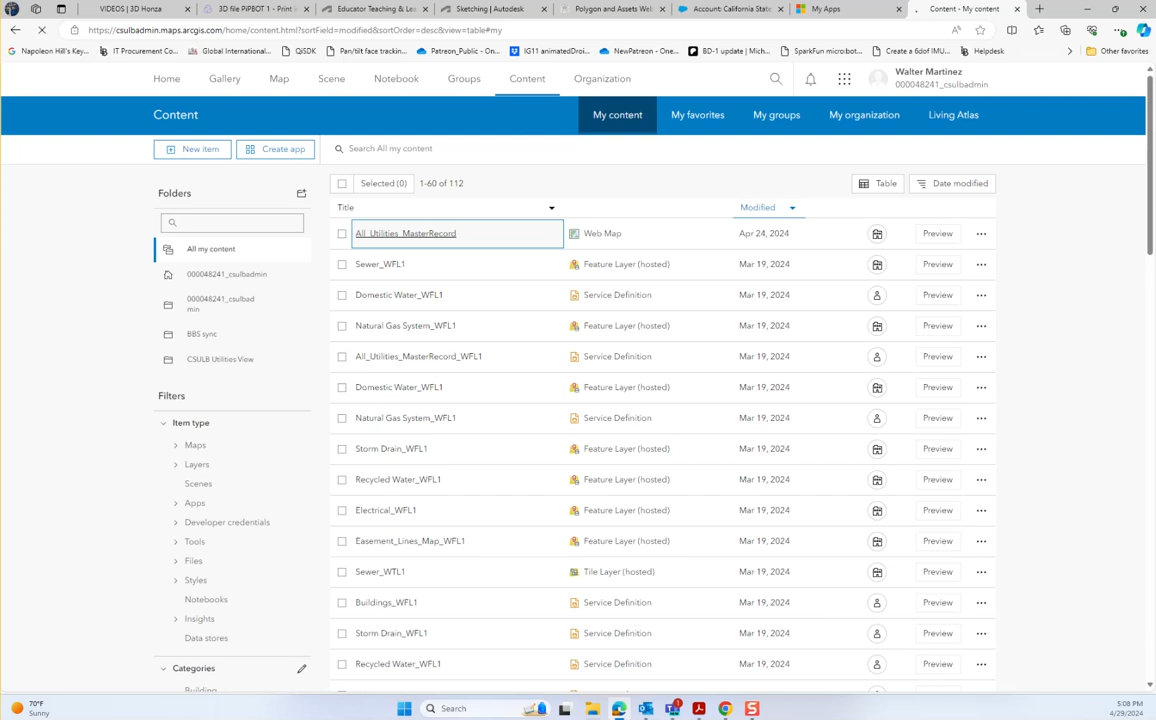 VIDEOS | 3D Honza
3D file PiPBOT 1 - Print &
Educator Teaching & Lea
Sketching | Autodesk
Polygon and Assets Web
Account: California State
My Apps
Content - My content
https://csulbadmin.maps.arcgis.com/home/content.html?sortField=modified&sortOrder=desc&view=table#my
Napoleon Hill's Key...
IT Procurement Co...
Global International...
QiSDK
Pan/tilt face trackin...
Patreona_Public - On...
IG11 animatedDroi...
NewPatreon - One...
BD-1 update | Mich...
SparkFun micro:bot...
Create a 6dof IMU...
Helpdesk
Other favorites
Home
Gallery
Map
Scene
Notebook
Groups
Content
Organization
Walter Martinez
000048241_csulbadmin
Content
My content
My favorites
My groups
My organization
Living Atlas
New item
Create app
Search All my content
Folders
Selected (0)
1-60 of 112
Table
Date modified
Title
Modified
All my content
000048241_csulbadmin
000048241_csulbad
min
BBS sync
CSULB Utilities View
Filters
Item type
Maps
Layers
Scenes
Apps
Developer credentials
Tools
Files
Styles
Notebooks
Insights
Data stores
Categories
Building
All_Utilities_MasterRecord Web Map Apr 24, 2024 Preview
Sewer_WFL1 Feature Layer (hosted) Mar 19, 2024 Preview
Domestic Water_WFL1 Service Definition Mar 19, 2024 Preview
Natural Gas System_WFL1 Feature Layer (hosted) Mar 19, 2024 Preview
All_Utilities_MasterRecord_WFL1 Service Definition Mar 19, 2024 Preview
Domestic Water_WFL1 Feature Layer (hosted) Mar 19, 2024 Preview
Natural Gas System_WFL1 Service Definition Mar 19, 2024 Preview
Storm Drain_WFL1 Feature Layer (hosted) Mar 19, 2024 Preview
Recycled Water_WFL1 Feature Layer (hosted) Mar 19, 2024 Preview
Electrical_WFL1 Feature Layer (hosted) Mar 19, 2024 Preview
Easement_Lines_Map_WFL1 Feature Layer (hosted) Mar 19, 2024 Preview
Sewer_WTL1 Tile Layer (hosted) Mar 19, 2024 Preview
Buildings_WFL1 Service Definition Mar 19, 2024 Preview
Storm Drain_WFL1 Service Definition Mar 19, 2024 Preview
Recycled Water_WFL1 Service Definition Mar 19, 2024 Preview
70°F
Sunny
Search
5:08 PM
4/29/2024